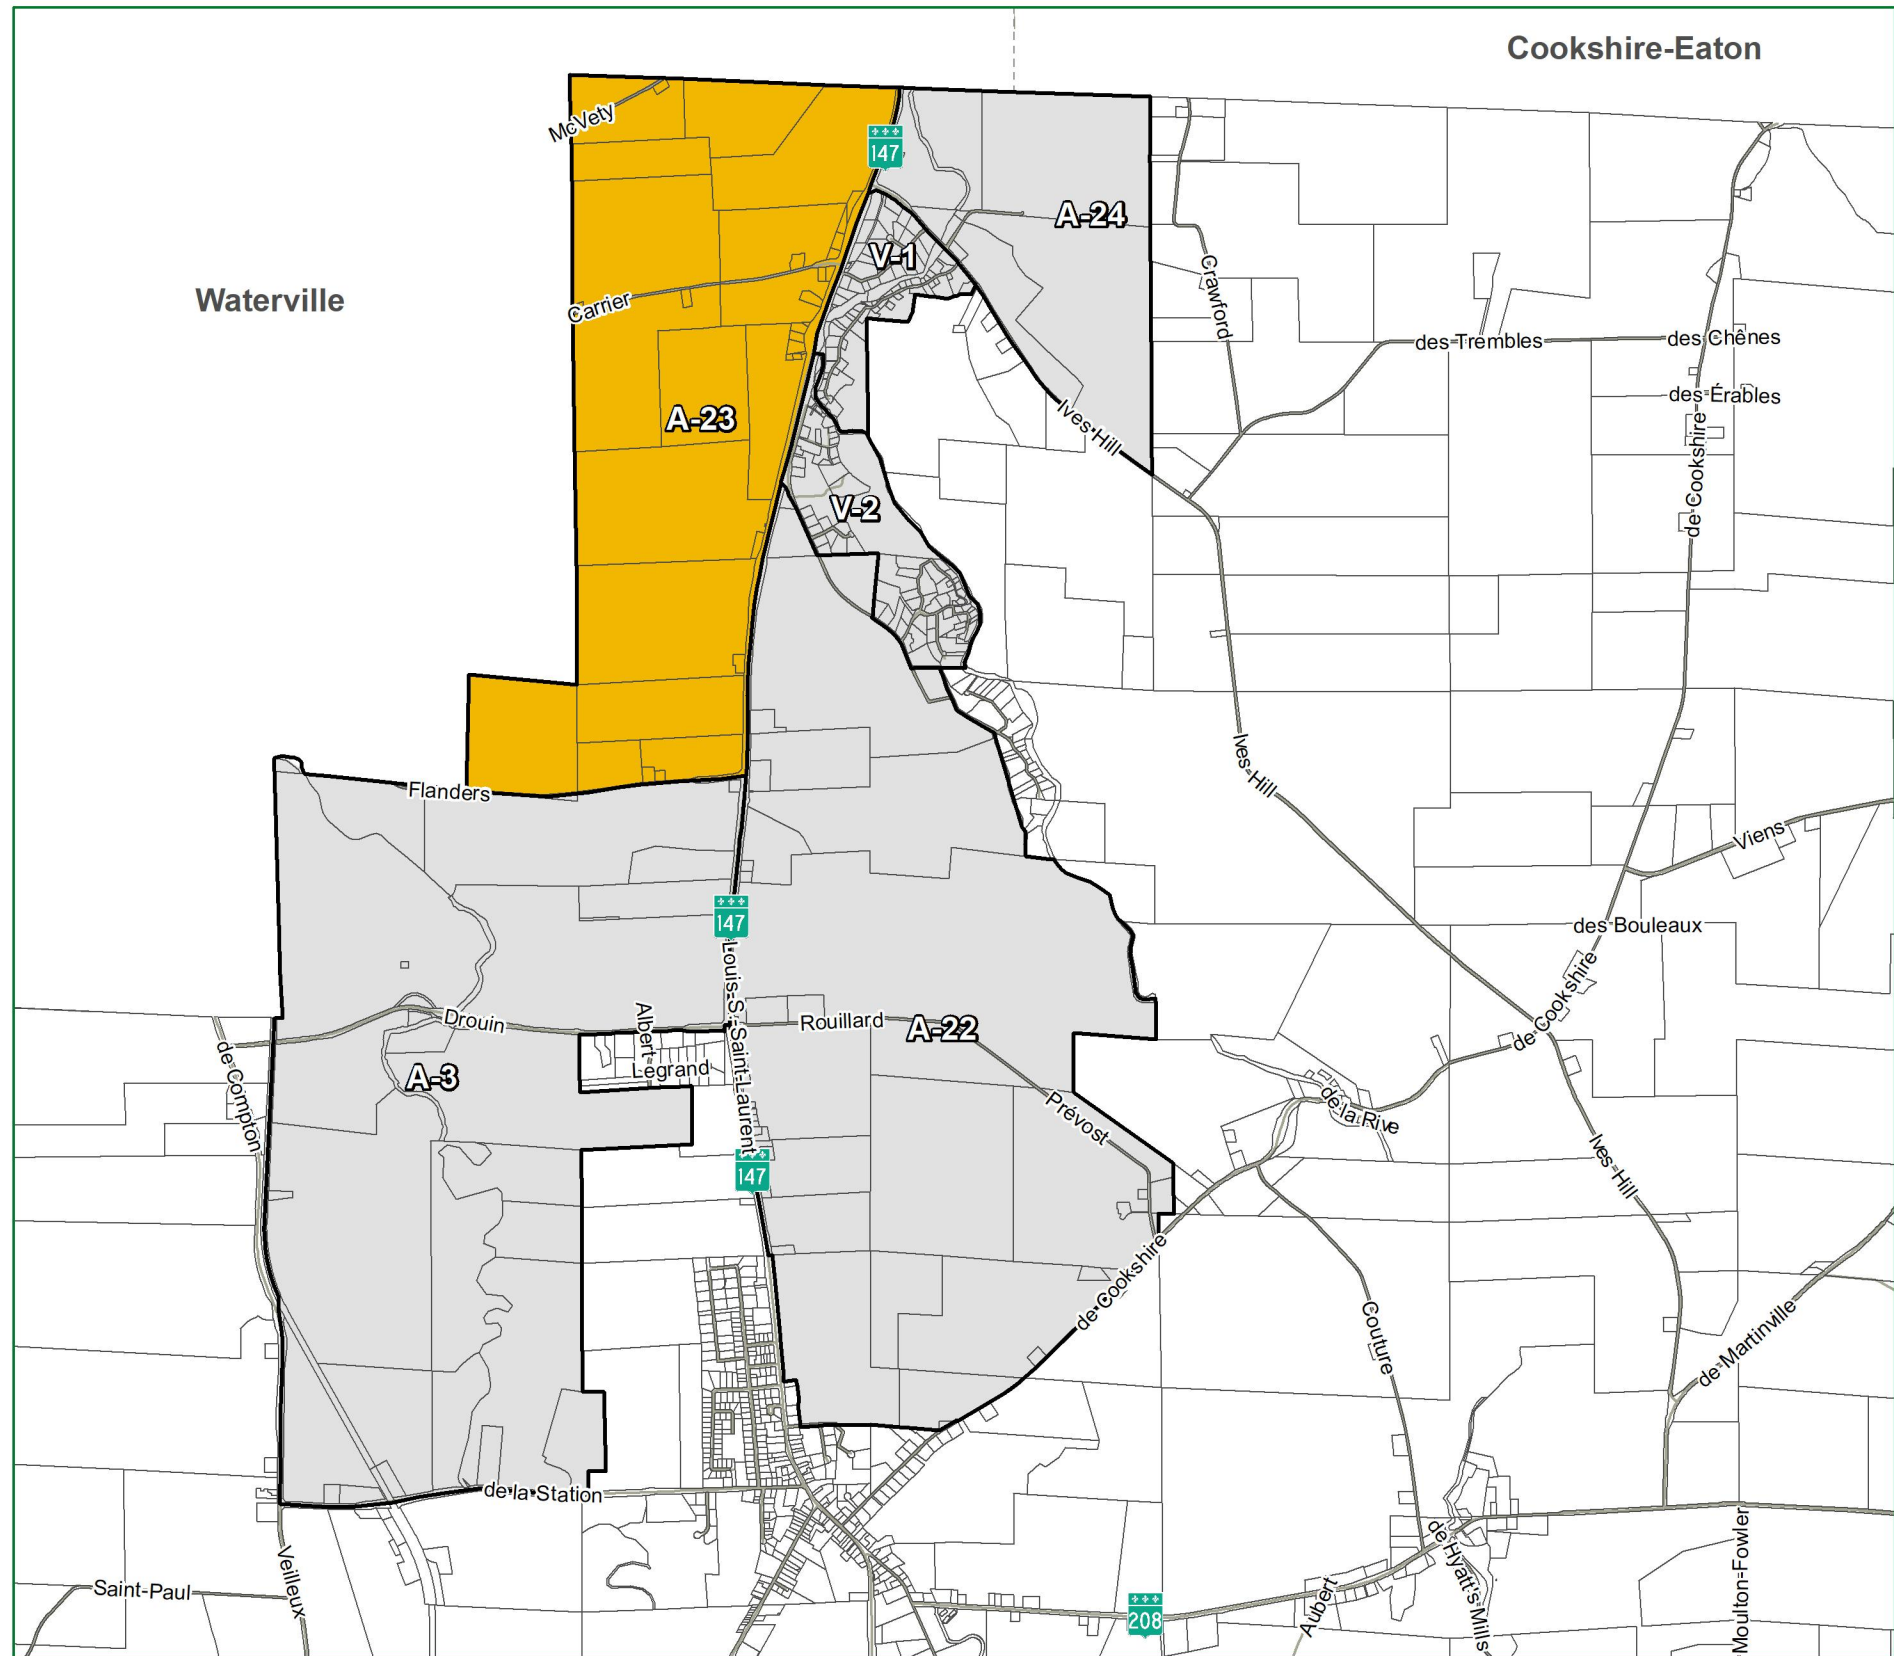 Cookshire-Eaton
McVety
147
A-24
V-1
Waterville
Carrier
Crawford
des Trembles
des Chênes
des Érables
A-23
Ives-Hill
de Cookshire
V-2
Ives-Hill
Flanders
Viens
147
des Bouleaux
Louis-S.-Saint-Laurent
Drouin
Albert
Rouillard
A-22
de Cookshire
de Compton
A-3
Legrand
Prévost
de la Rive
147
Ives-Hill
de Cookshire
Couture
de Martinville
de la Station
Veilleux
Saint-Paul
208
Aubert
de Hyatt's Mills
Moulton-Fowler